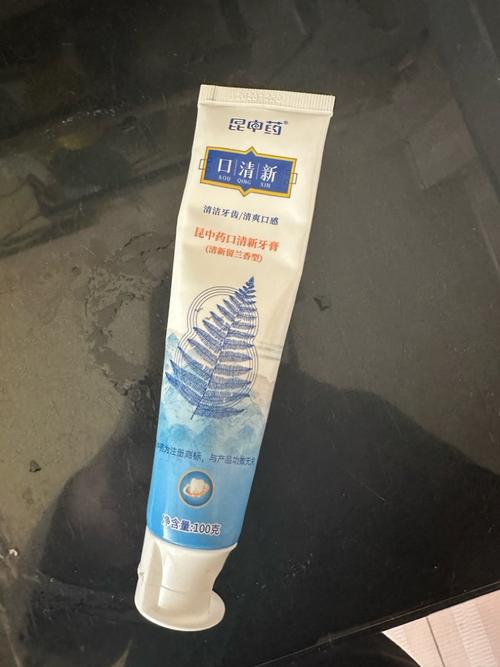 昆中药®
口清新
KOU QING XIN
清洁牙齿/清爽口感
昆中药口清新牙膏
(清新留兰香型)
为注册商标,与产品功效无关
净含量:100克